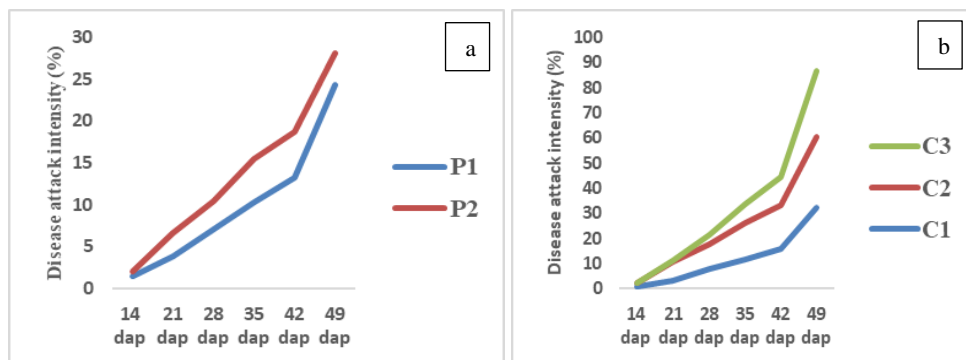 a
Disease attack intensity (%)
30
25
20
15
10
5
0
14 dap
21 dap
28 dap
35 dap
42 dap
49 dap
P1
P2
b
Disease attack intensity (%)
100
90
80
70
60
50
40
30
20
10
0
14 dap
21 dap
28 dap
35 dap
42 dap
49 dap
C3
C2
C1